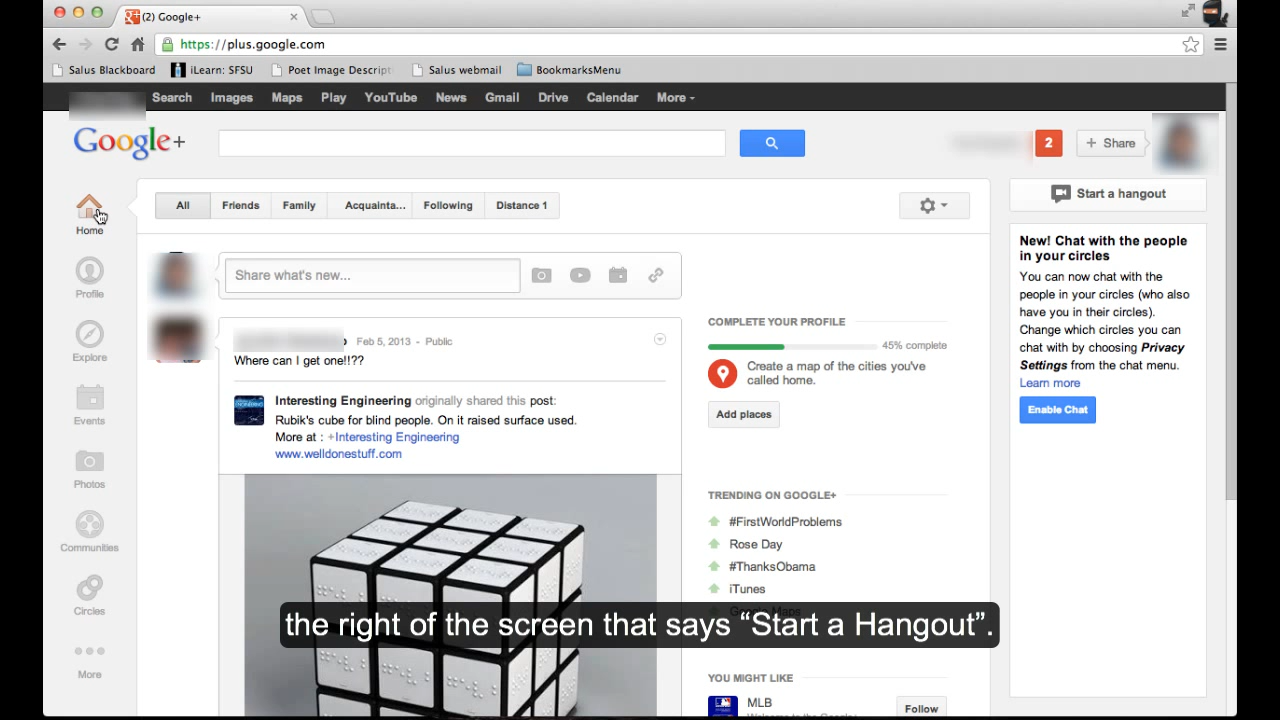 (2) Google+
https://plus.google.com
Salus Blackboard
iLearn: SFSU
Poet Image Descripti
Salus webmail
BookmarksMenu
Search Images Maps Play YouTube News Gmail Drive Calendar More
Google+
2
+ Share
Home
Profile
Explore
Events
Photos
Communities
Circles
More
All Friends Family Acquainta... Following Distance 1
Share what's new...
Feb 5, 2013 - Public
Where can I get one!!??
Interesting Engineering originally shared this post:
Rubik's cube for blind people. On it raised surface used.
More at : +Interesting Engineering
www.welldonestuff.com
COMPLETE YOUR PROFILE
45% complete
Create a map of the cities you've
called home.
Add places
TRENDING ON GOOGLE+
#FirstWorldProblems
Rose Day
#ThanksObama
iTunes
Google Maps
YOU MIGHT LIKE
MLB
Follow
Start a hangout
New! Chat with the people
in your circles
You can now chat with the
people in your circles (who also
have you in their circles).
Change which circles you can
chat with by choosing Privacy
Settings from the chat menu.
Learn more
Enable Chat
the right of the screen that says “Start a Hangout”.